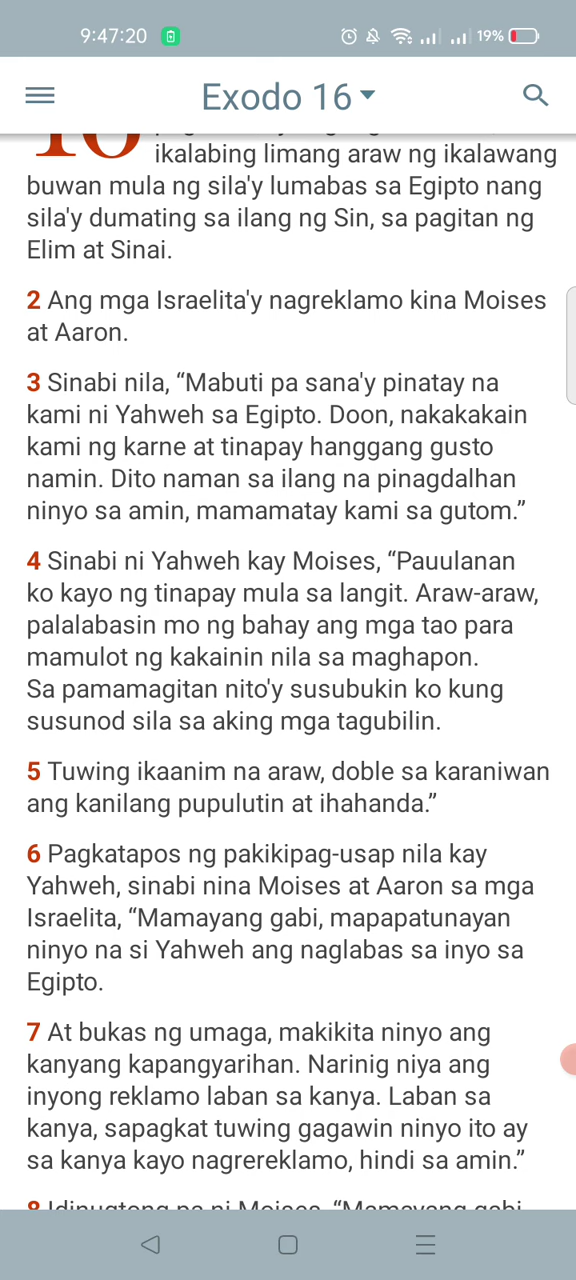 9:47:20
19%
Exodo 16
ikalabing limang araw ng ikalawang
buwan mula ng sila'y lumabas sa Egipto nang
sila'y dumating sa ilang ng Sin, sa pagitan ng
Elim at Sinai.
2 Ang mga Israelita'y nagreklamo kina Moises
at Aaron.
3 Sinabi nila, “Mabuti pa sana'y pinatay na
kami ni Yahweh sa Egipto. Doon, nakakakain
kami ng karne at tinapay hanggang gusto
namin. Dito naman sa ilang na pinagdalhan
ninyo sa amin, mamamatay kami sa gutom.”
4 Sinabi ni Yahweh kay Moises, “Pauulanan
ko kayo ng tinapay mula sa langit. Araw-araw,
palalabasin mo ng bahay ang mga tao para
mamulot ng kakainin nila sa maghapon.
Sa pamamagitan nito'y susubukin ko kung
susunod sila sa aking mga tagubilin.
5 Tuwing ikaanim na araw, doble sa karaniwan
ang kanilang pupulutin at ihahanda.”
6 Pagkatapos ng pakikipag-usap nila kay
Yahweh, sinabi nina Moises at Aaron sa mga
Israelita, “Mamayang gabi, mapapatunayan
ninyo na si Yahweh ang naglabas sa inyo sa
Egipto.
7 At bukas ng umaga, makikita ninyo ang
kanyang kapangyarihan. Narinig niya ang
inyong reklamo laban sa kanya. Laban sa
kanya, sapagkat tuwing gagawin ninyo ito ay
sa kanya kayo nagrereklamo, hindi sa amin.”
8 Idinugtong pa ni Moises, “Mamayang gabi